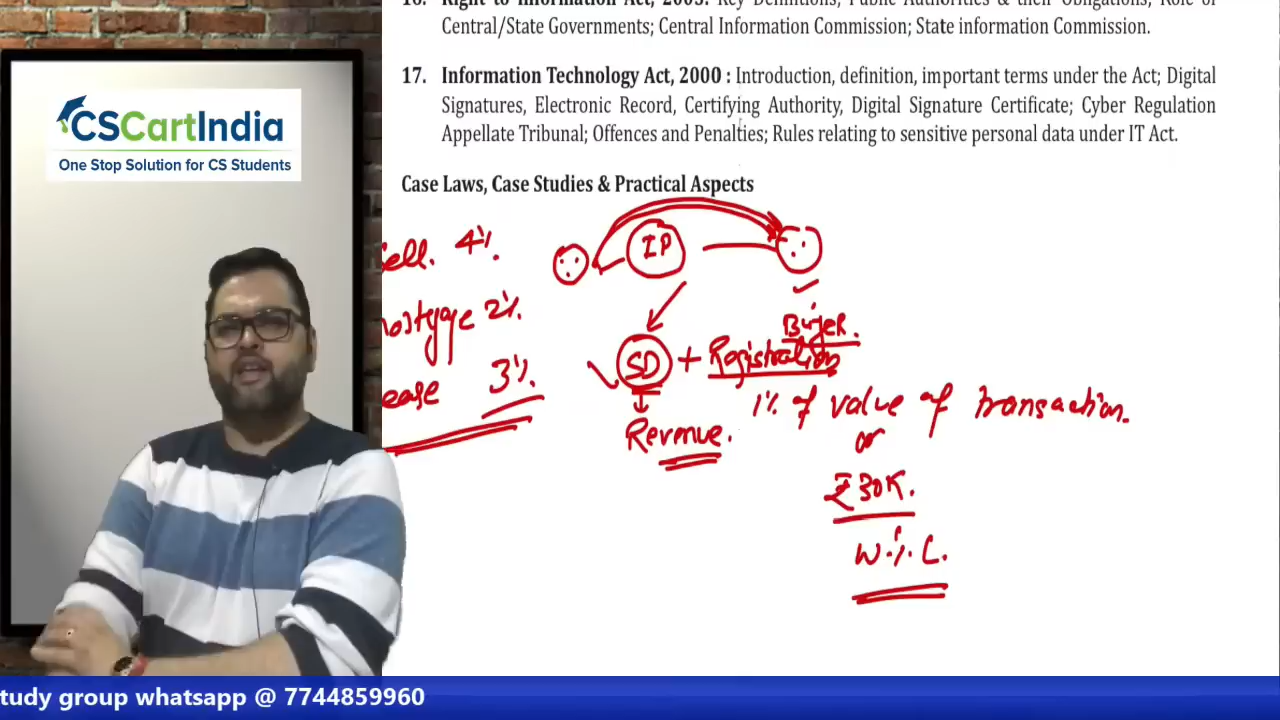 CSCartIndia
One Stop Solution for CS Students
Central/State Governments; Central Information Commission; State information Commission.
17. Information Technology Act, 2000 : Introduction, definition, important terms under the Act; Digital
Signatures, Electronic Record, Certifying Authority, Digital Signature Certificate; Cyber Regulation
Appellate Tribunal; Offences and Penalties; Rules relating to sensitive personal data under IT Act.
Case Laws, Case Studies & Practical Aspects
4%
IP
2%
Buyer.
SD + Registration
3%
1% of value of transaction.
or
Revenue.
₹30K.
W.
study group whatsapp @ 7744859960